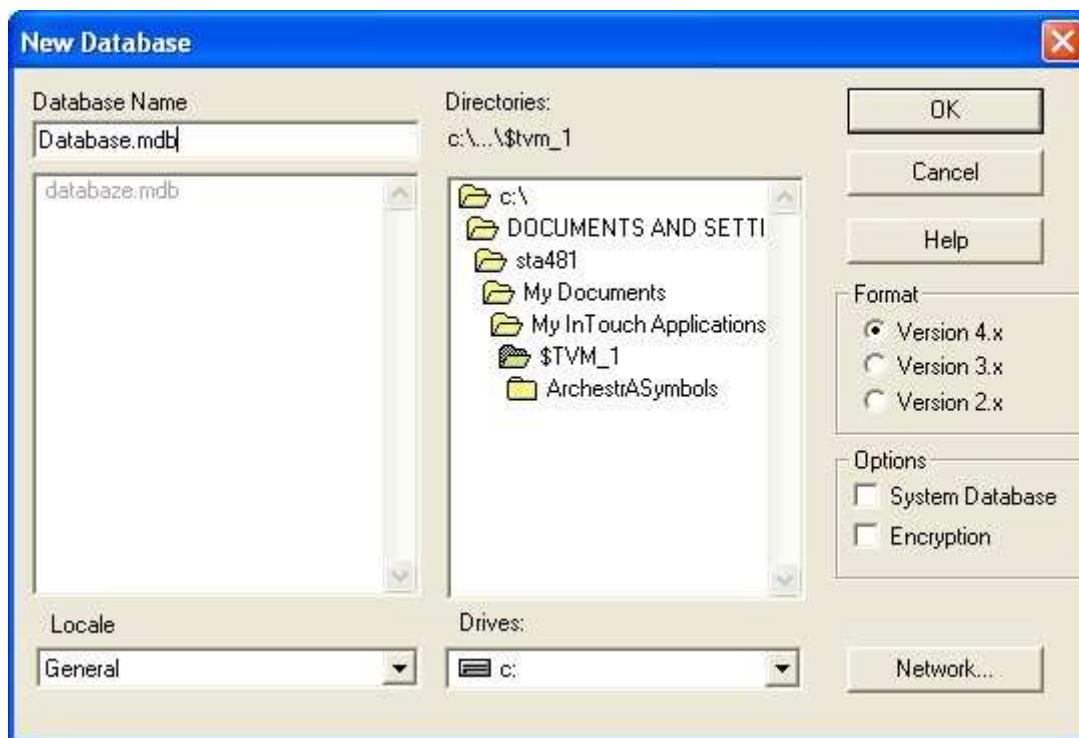 New Database
Database Name
Database.mdb
databaze.mdb
Locale
General
Directories:
c:\...\$tvm_1
c:\
DOCUMENTS AND SETTI
sta481
My Documents
My InTouch Applications
$TVM_1
ArchestrASymbols
Drives:
c:
OK
Cancel
Help
Format
Version 4.x
Version 3.x
Version 2.x
Options
System Database
Encryption
Network...